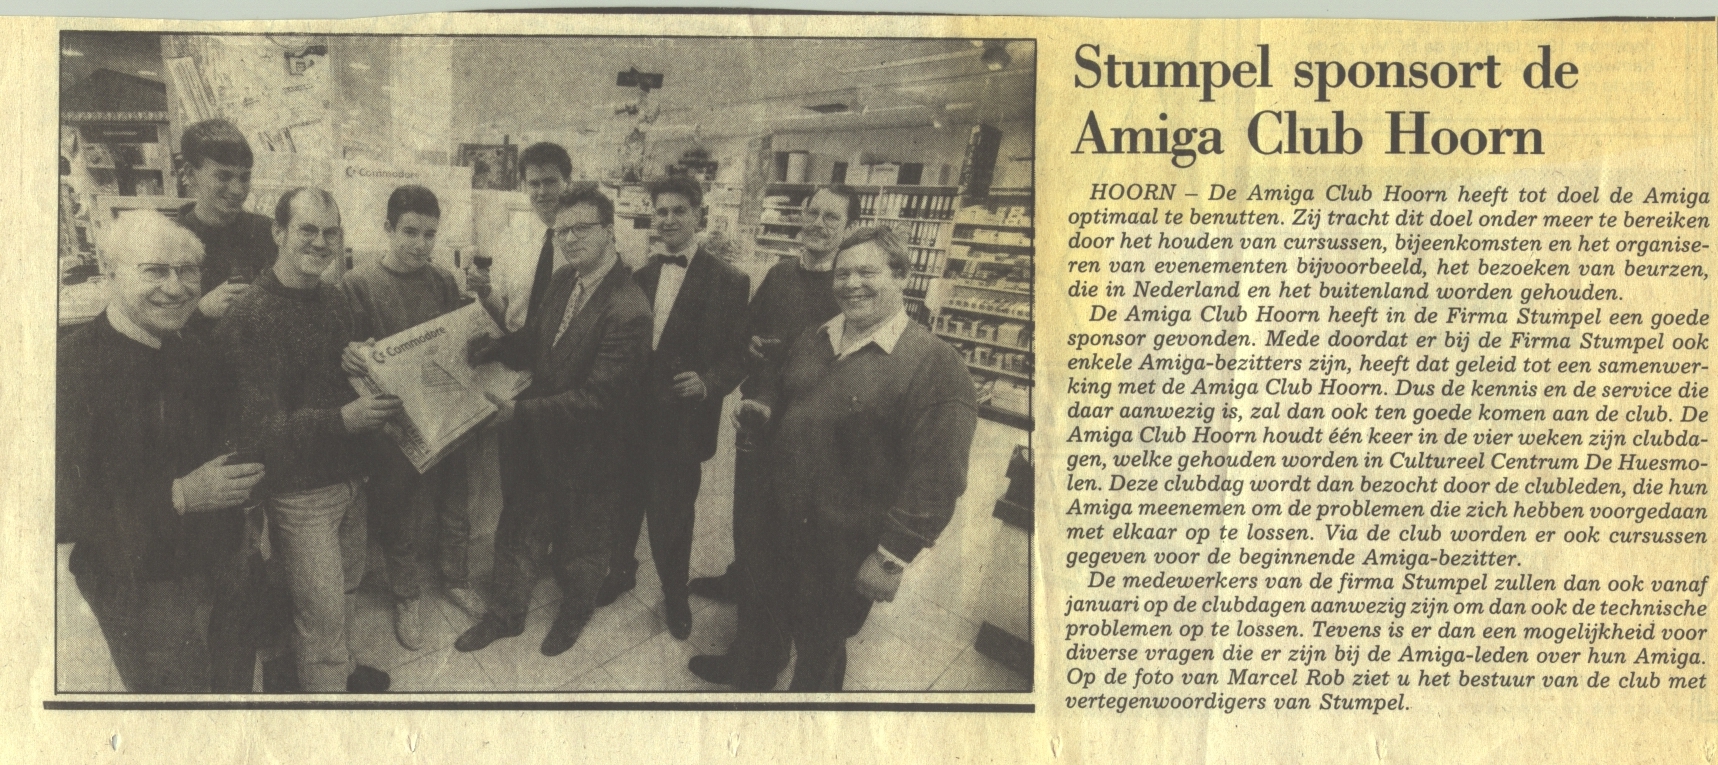 Commodore
Commodore
Stumpel sponsort de
Amiga Club Hoorn
HOORN – De Amiga Club Hoorn heeft tot doel de Amiga
optimaal te benutten. Zij tracht dit doel onder meer te bereiken
door het houden van cursussen, bijeenkomsten en het organise-
ren van evenementen bijvoorbeeld, het bezoeken van beurzen,
die in Nederland en het buitenland worden gehouden.
De Amiga Club Hoorn heeft in de Firma Stumpel een goede
sponsor gevonden. Mede doordat er bij de Firma Stumpel ook
enkele Amiga-bezitters zijn, heeft dat geleid tot een samenwer-
king met de Amiga Club Hoorn. Dus de kennis en de service die
daar aanwezig is, zal dan ook ten goede komen aan de club. De
Amiga Club Hoorn houdt één keer in de vier weken zijn clubda-
gen, welke gehouden worden in Cultureel Centrum De Huesmo-
len. Deze clubdag wordt dan bezocht door de clubleden, die hun
Amiga meenemen om de problemen die zich hebben voorgedaan
met elkaar op te lossen. Via de club worden er ook cursussen
gegeven voor de beginnende Amiga-bezitter.
De medewerkers van de firma Stumpel zullen dan ook vanaf
januari op de clubdagen aanwezig zijn om dan ook de technische
problemen op te lossen. Tevens is er dan een mogelijkheid voor
diverse vragen die er zijn bij de Amiga-leden over hun Amiga.
Op de foto van Marcel Rob ziet u het bestuur van de club met
vertegenwoordigers van Stumpel.